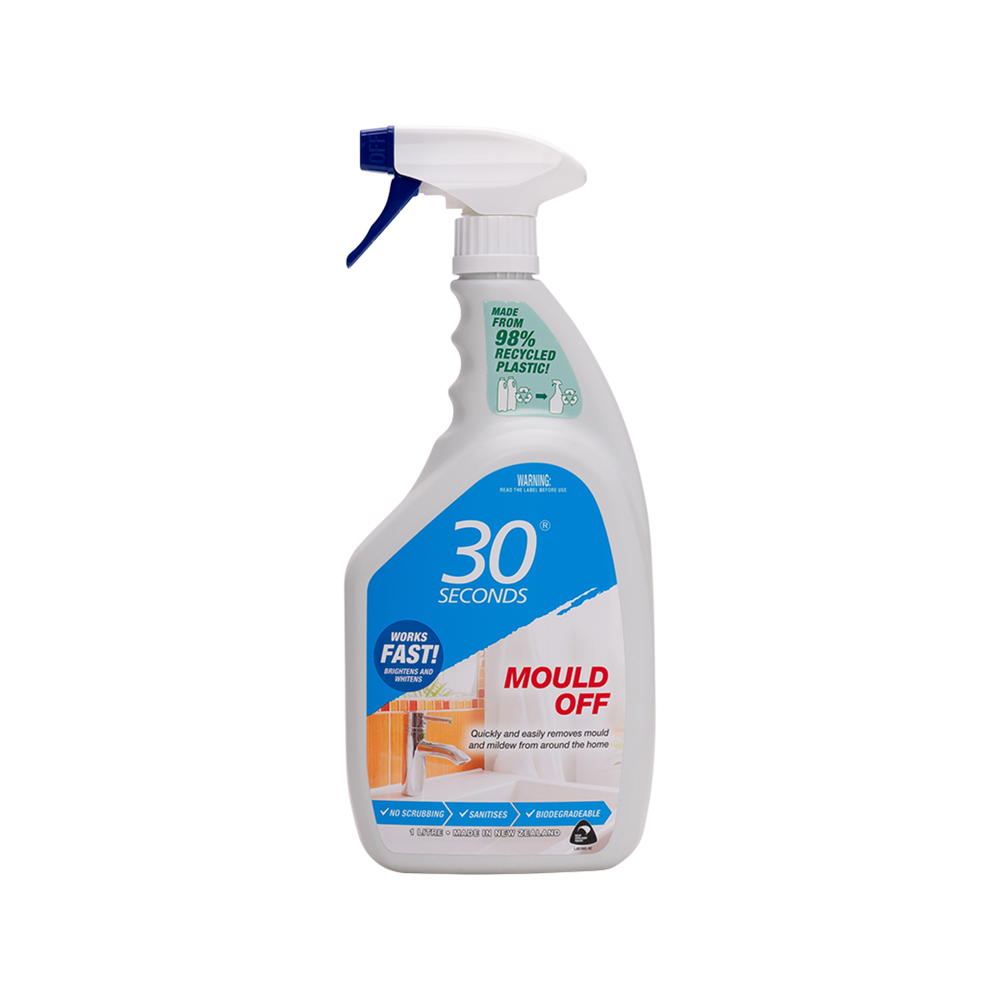 OFF
MADE
FROM
98%
RECYCLED
PLASTIC!
WARNING:
READ THE LABEL BEFORE USE
30®
SECONDS
WORKS
FAST!
BRIGHTENS AND
WHITENS
MOULD
OFF
Quickly and easily removes mould
and mildew from around the home
✓ NO SCRUBBING
✓ SANITISES
✓ BIODEGRADEABLE
1 LITRE • MADE IN NEW ZEALAND